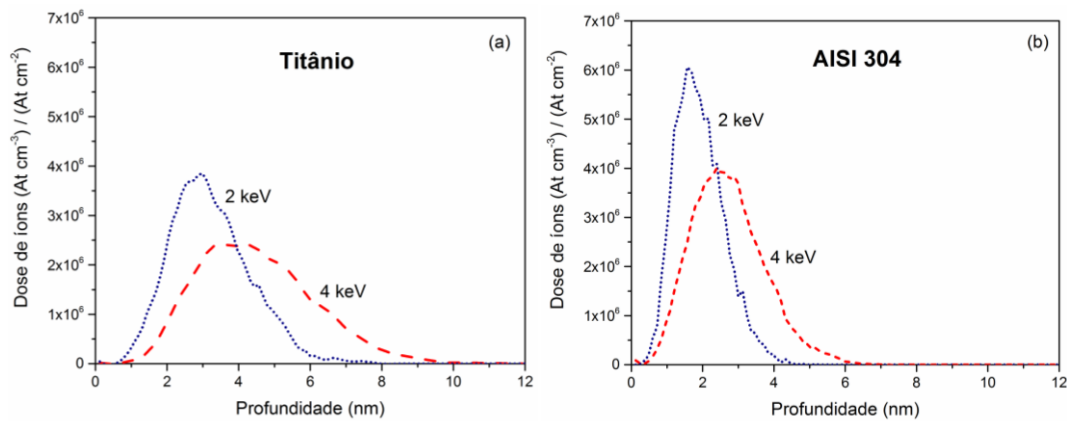 (a)
Titânio
Dose de íons (At cm⁻³) / (At cm⁻²)
7x10⁶
6x10⁶
5x10⁶
4x10⁶
3x10⁶
2x10⁶
1x10⁶
0
2 keV
4 keV
0 2 4 6 8 10 12
Profundidade (nm)
(b)
AISI 304
Dose de íons (At cm⁻³) / (At cm⁻²)
7x10⁶
6x10⁶
5x10⁶
4x10⁶
3x10⁶
2x10⁶
1x10⁶
0
2 keV
4 keV
0 2 4 6 8 10 12
Profundidade (nm)